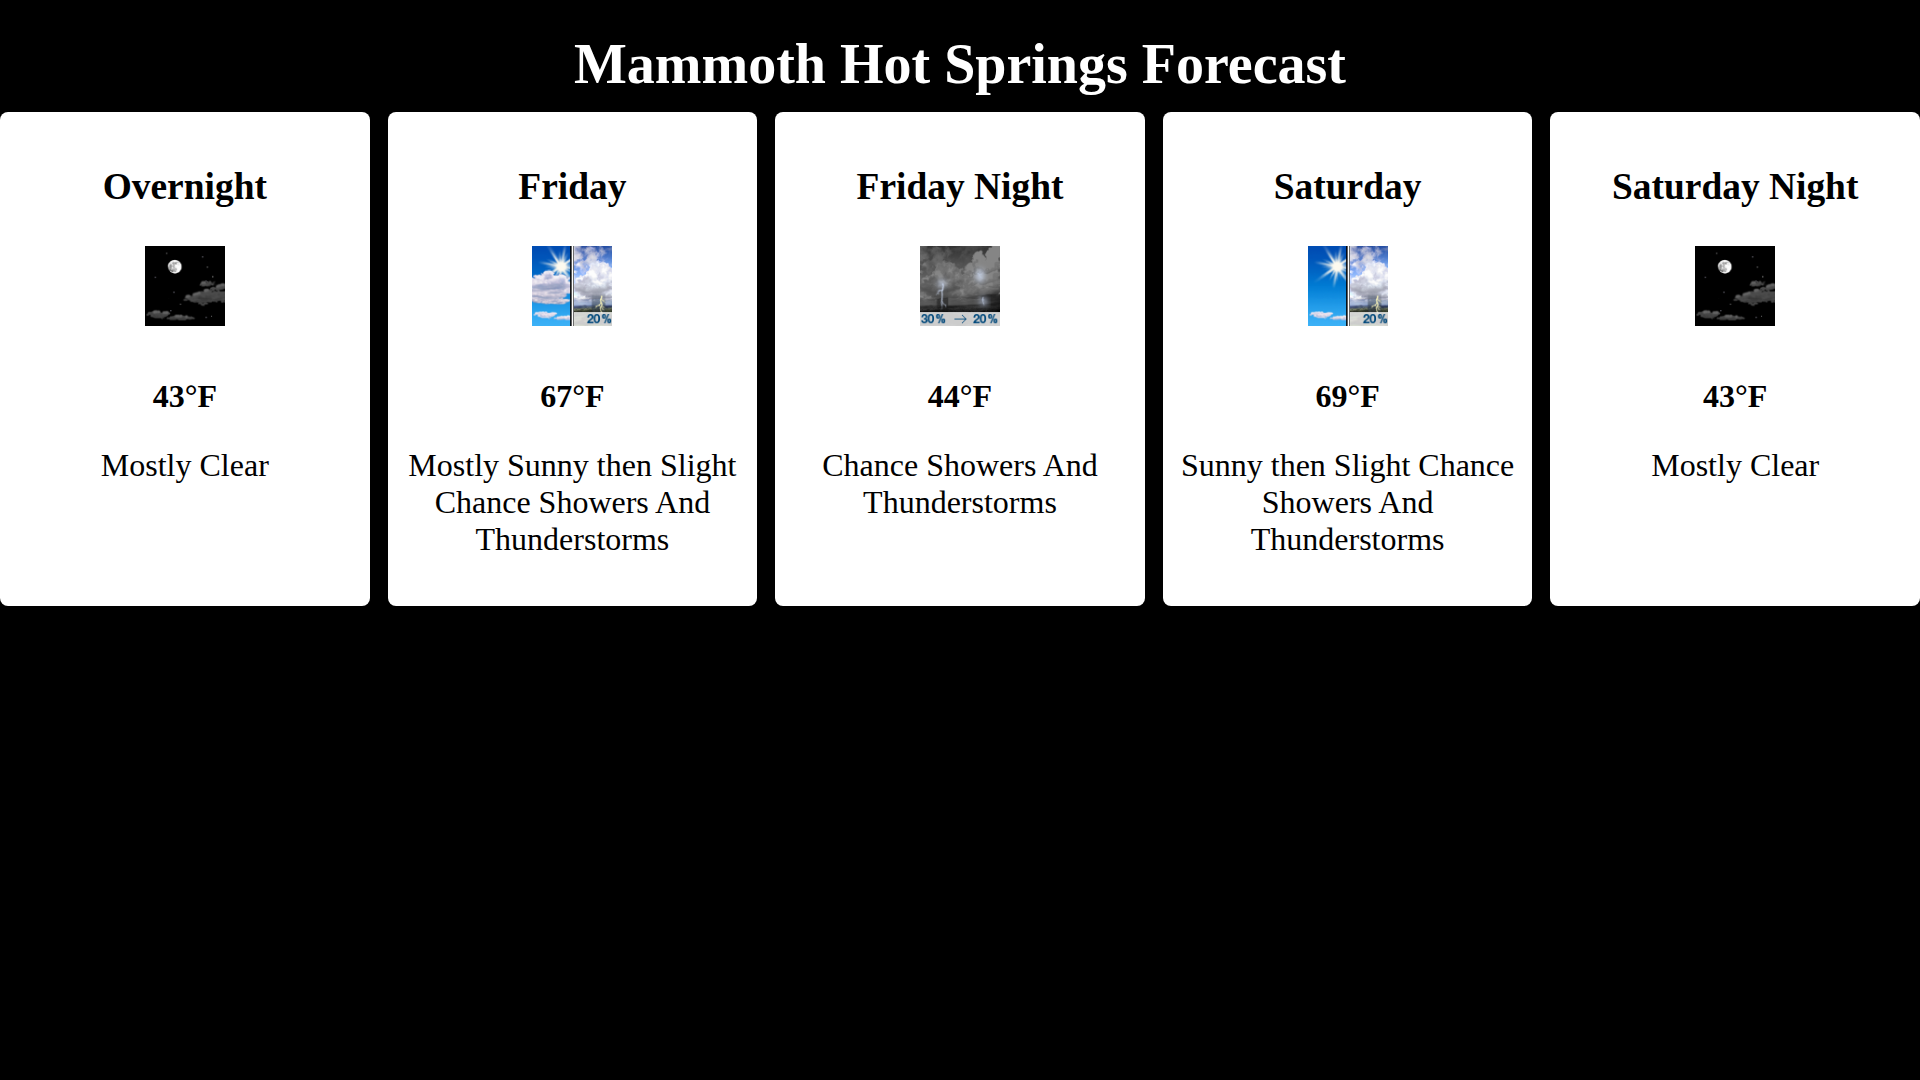 Mammoth Hot Springs Forecast
Overnight
43°F
Mostly Clear
Friday
20%
67°F
Mostly Sunny then Slight
Chance Showers And
Thunderstorms
Friday Night
30% → 20%
44°F
Chance Showers And
Thunderstorms
Saturday
20%
69°F
Sunny then Slight Chance
Showers And
Thunderstorms
Saturday Night
43°F
Mostly Clear